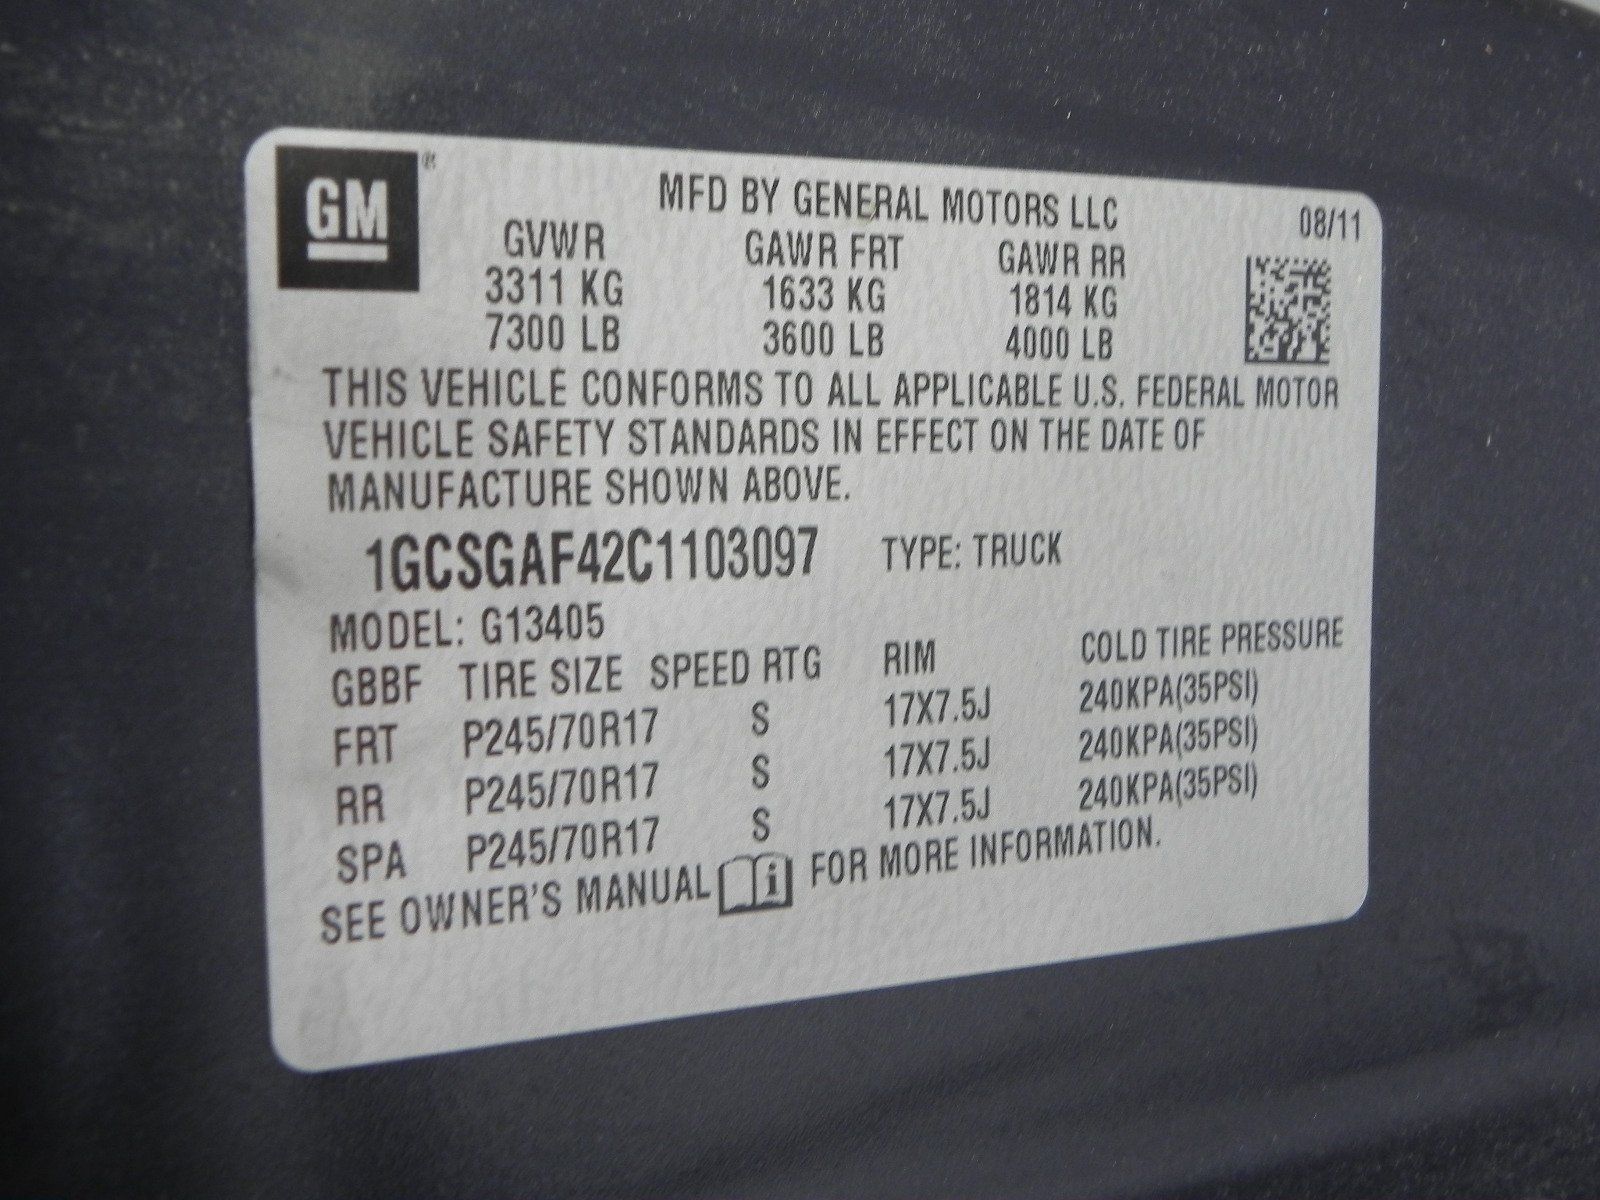 GM®
MFD BY GENERAL MOTORS LLC 08/11
GVWR GAWR FRT GAWR RR
3311 KG 1633 KG 1814 KG
7300 LB 3600 LB 4000 LB
THIS VEHICLE CONFORMS TO ALL APPLICABLE U.S. FEDERAL MOTOR
VEHICLE SAFETY STANDARDS IN EFFECT ON THE DATE OF
MANUFACTURE SHOWN ABOVE.
1GCSGAF42C1103097 TYPE: TRUCK
MODEL: G13405
GBBF TIRE SIZE SPEED RTG RIM COLD TIRE PRESSURE
FRT P245/70R17 S 17X7.5J 240KPA(35PSI)
RR P245/70R17 S 17X7.5J 240KPA(35PSI)
SPA P245/70R17 S 17X7.5J 240KPA(35PSI)
SEE OWNER'S MANUAL i FOR MORE INFORMATION.